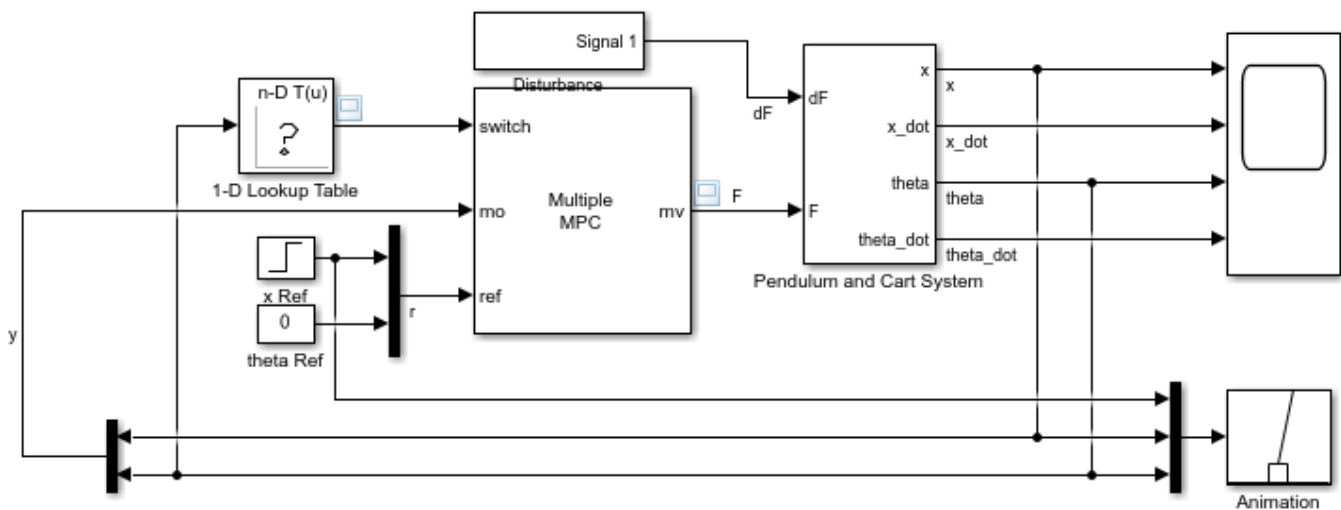 Signal 1
Disturbance
n-D T(u)
?
1-D Lookup Table
switch
mo
ref
Multiple
MPC
mv
F
dF
dF
F
x
x_dot
theta
theta_dot
x
x_dot
theta
theta_dot
Pendulum and Cart System
x Ref
0
theta Ref
r
y
Animation